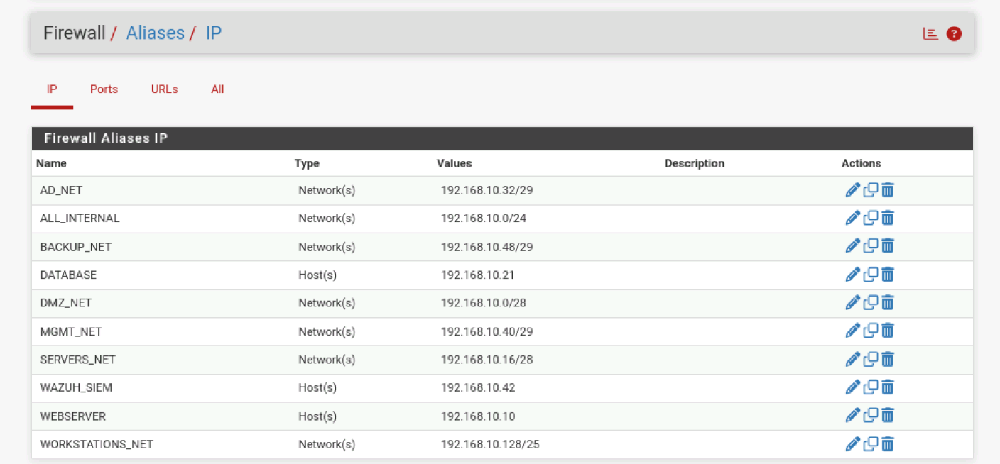 Firewall / Aliases / IP
IP Ports URLs All
Firewall Aliases IP
Name Type Values Description Actions
AD_NET Network(s) 192.168.10.32/29
ALL_INTERNAL Network(s) 192.168.10.0/24
BACKUP_NET Network(s) 192.168.10.48/29
DATABASE Host(s) 192.168.10.21
DMZ_NET Network(s) 192.168.10.0/28
MGMT_NET Network(s) 192.168.10.40/29
SERVERS_NET Network(s) 192.168.10.16/28
WAZUH_SIEM Host(s) 192.168.10.42
WEBSERVER Host(s) 192.168.10.10
WORKSTATIONS_NET Network(s) 192.168.10.128/25